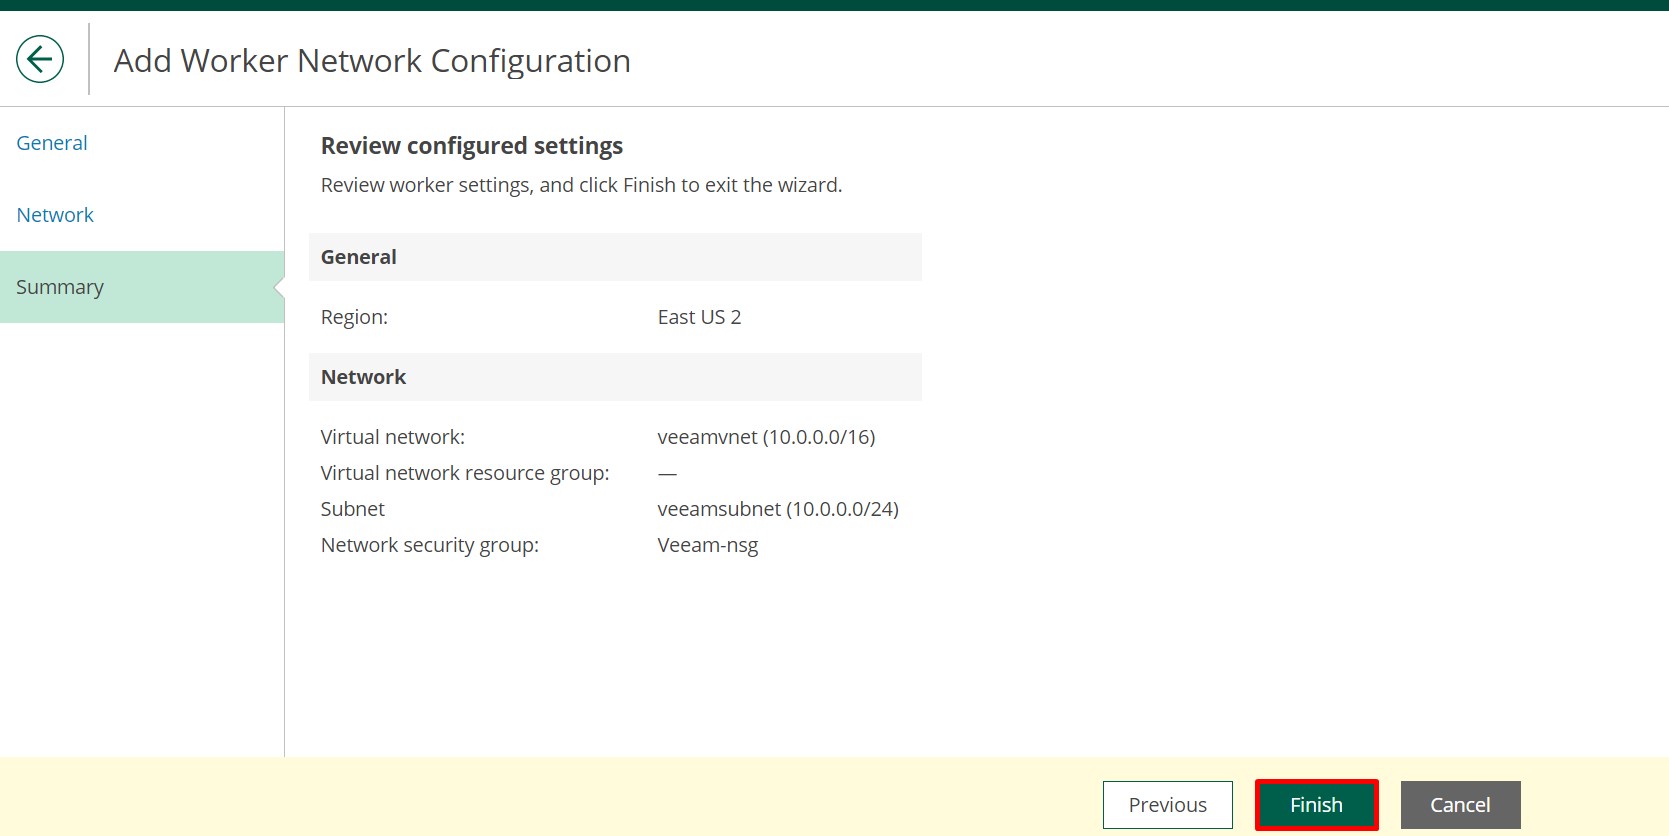 Add Worker Network Configuration
General
Network
Summary
Review configured settings
Review worker settings, and click Finish to exit the wizard.
General
Region: East US 2
Network
Virtual network: veeamvnet (10.0.0.0/16)
Virtual network resource group: —
Subnet veeamsubnet (10.0.0.0/24)
Network security group: Veeam-nsg
Previous Finish Cancel